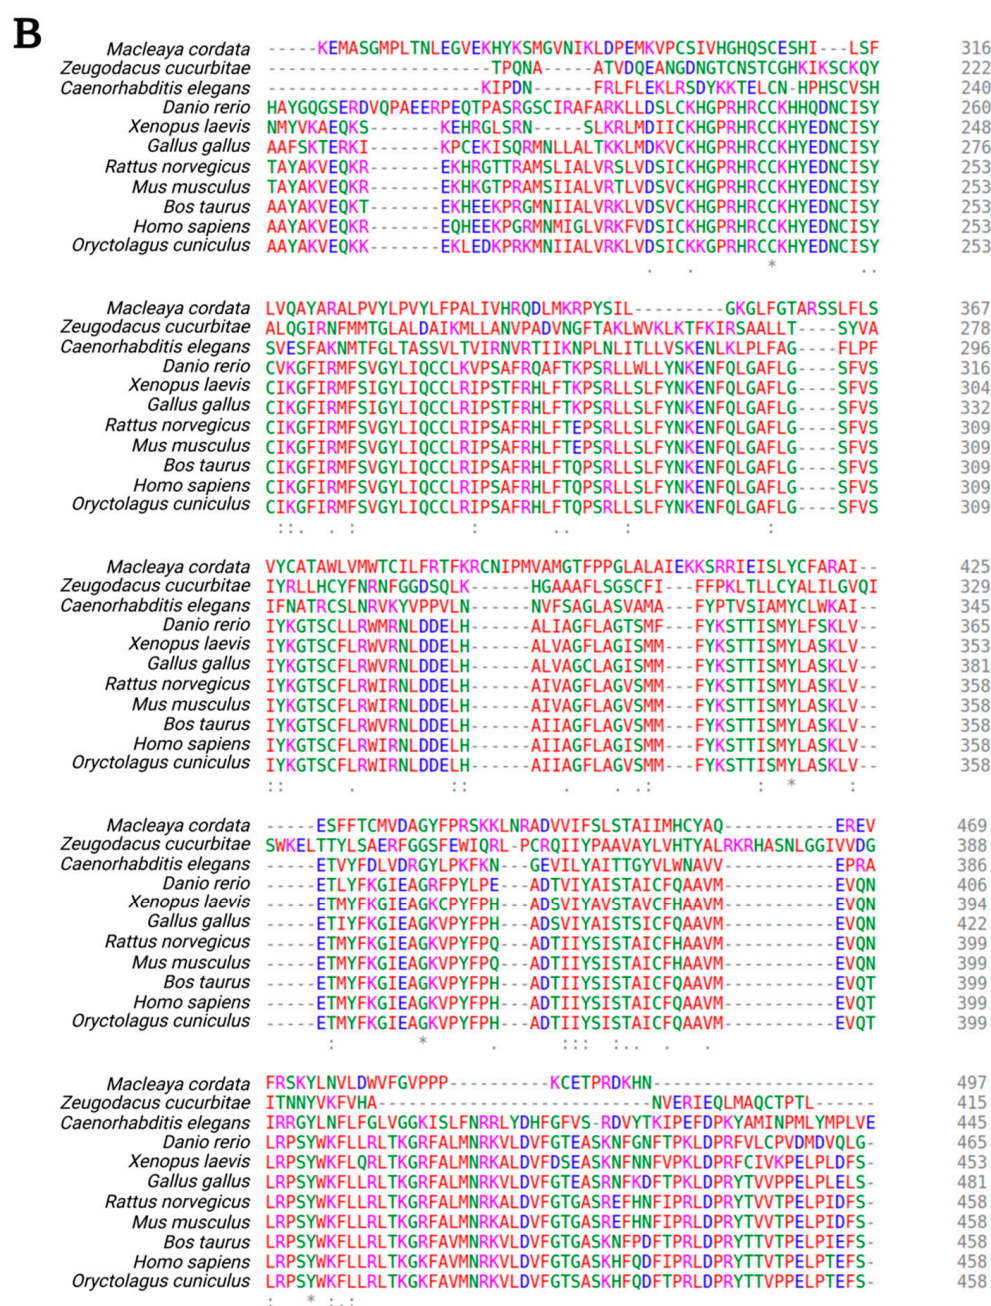 B
Macleaya cordata -----KEMASGMPLTNLEGVEKHYKSMGVNIKLDPEMKVPCSIVHGHQSCESHI---LSF 316
Zeugodacus cucurbitae ----------------------TPQNA-----ATVDQEANGDNGTCNSTCGHKIKSCKQY 222
Caenorhabditis elegans ---------------------KIPDN------FRLFLEKLRSDYKKTELCN-HPHSCVSH 240
Danio rerio HAYGQGSERDVQPAEERPEQTPASRGSCIRAFARKLLDSLCKHGPRHRCCKHHQDNCISY 260
Xenopus laevis NMYVKAEQKS-------KEHRGLSRN-----SLKRLMDIICKHGPRHRCCKHYEDNCISY 248
Gallus gallus AAFSKTERKI-------KPCEKISQRMNLLALTKKLMDKVCKHGPRHRCCKHYEDNCISY 276
Rattus norvegicus TAYAKVEQKR-------EKHRGTTRAMSLIALVRSLVDSICKHGPRHRCCKHYEDNCISY 253
Mus musculus TAYAKVEQKR-------EKHKGTPRAMSIIALVRTLVDSVCKHGPRHRCCKHYEDNCISY 253
Bos taurus AAYAKVEQKT-------EKHEEKPRGMNIIALVRKLVDSVCKHGPRHRCCKHYEDNCISY 253
Homo sapiens AAYAKVEQKR-------EQHEEKPRGMNMIGLVRKFVDSICKHGPRHRCCKHYEDNCISY 253
Oryctolagus cuniculus AAYAKVEQKK-------EKLEDKPRKMNIIALVRKLVDSICKKGPRHRCCKHYEDNCISY 253
. . * ..
Macleaya cordata LVQAYARALPVYLPVYLFPALIVHRQDLMKRPYSIL---------GKGLFGTARSSLFLS 367
Zeugodacus cucurbitae ALQGIRNFMMTGLALDAIKMLLANVPADVNGFTAKLWVKLKTFKIRSAALLT----SYVA 278
Caenorhabditis elegans SVESFAKNMTFGLTASSVLTVIRNVRTIIKNPLNLITLLVSKENLKLPLFAG----FLPF 296
Danio rerio CVKGFIRMFSVGYLIQCCLKVPSAFRQAFTKPSRLLWLLYNKENFQLGAFLG----SFVS 316
Xenopus laevis CIKGFIRMFSIGYLIQCCLRIPSTFRHLFTKPSRLLSLFYNKENFQLGAFLG----SFVS 304
Gallus gallus CIKGFIRMFSIGYLIQCCLRIPSTFRHLFTKPSRLLSLFYNKENFQLGAFLG----SFVS 332
Rattus norvegicus CIKGFIRMFSVGYLIQCCLRIPSAFRHLFTEPSRLLSLFYNKENFQLGAFLG----SFVS 309
Mus musculus CIKGFIRMFSVGYLIQCCLRIPSAFRHLFTEPSRLLSLFYNKENFQLGAFLG----SFVS 309
Bos taurus CIKGFIRMFSVGYLIQCCLRIPSAFRHLFTQPSRLLSLFYNKENFQLGAFLG----SFVS 309
Homo sapiens CIKGFIRMFSVGYLIQCCLRIPSAFRHLFTQPSRLLSLFYNKENFQLGAFLG----SFVS 309
Oryctolagus cuniculus CIKGFIRMFSVGYLIQCCLRIPSAFRHLFTQPSRLLSLFYNKENFQLGAFLG----SFVS 309
::. . : : .. : :
Macleaya cordata VYCATAWLVMWTCILFRTFKRCNIPMVAMGTFPPGLALAIEKKSRRIEISLYCFARAI-- 425
Zeugodacus cucurbitae IYRLLHCYFNRNFGGDSQLK------HGAAAFLSGSCFI---FFPKLTLLCYALILGVQI 329
Caenorhabditis elegans IFNATRCSLNRVKYVPPVLN------NVFSAGLASVAMA---FYPTVSIAMYCLWKAI-- 345
Danio rerio IYKGTSCLLRWMRNLDDELH------ALIAGFLAGTSMF---FYKSTTISMYLFSKLV-- 365
Xenopus laevis IYKGTSCFLRWVRNLDDELH------ALIAGFLAGISMM---FYKSTTISMYLASKLV-- 353
Gallus gallus IYKGTSCFLRWVRNLDDELH------ALVAGCLAGISMM---FYKSTTISMYLASKLV-- 381
Rattus norvegicus IYKGTSCFLRWIRNLDDELH------AIVAGFLAGVSMM---FYKSTTISMYLASKLV-- 358
Mus musculus IYKGTSCFLRWIRNLDDELH------AIIAGFLAGVSMM---FYKSTTISMYLASKLV-- 358
Bos taurus IYKGTSCFLRWVRNLDDELH------AIIAGFLAGVSMM---FYKSTTISMYLASKLV-- 358
Homo sapiens IYKGTSCFLRWIRNLDDELH------AIIAGFLAGISMM---FYKSTTISMYLASKLV-- 358
Oryctolagus cuniculus IYKGTSCFLRWIRNLDDELH------AIIAGFLAGVSMM---FYKSTTISMYLASKLV-- 358
:: . :: . . .: : * :
Macleaya cordata -----ESFFTCMVDAGYFPRSKKLNRADVVIFSLSTAIIMHCYAQ-----------EREV 469
Zeugodacus cucurbitae SWKELTTYLSAERFGGSFEWIQRL-PCRQIIYPAAVAYLVHTYALRKRHASNLGGIVVDG 388
Caenorhabditis elegans -----ETVYFDLVDRGYLPKFKN---GEVILYAITTGYVLWNAVV-----------EPRA 386
Danio rerio -----ETLYFKGIEAGRFPYLPE---ADTVIYAISTAICFQAAVM-----------EVQN 406
Xenopus laevis -----ETMYFKGIEAGKCPYFPH---ADSVIYAVSTAVCFHAAVM-----------EVQN 394
Gallus gallus -----ETIYFKGIEAGKVPYFPH---ADSVIYAISTSICFQAAVM-----------EVQN 422
Rattus norvegicus -----ETMYFKGIEAGKVPYFPQ---ADTIIYSISTAICFHAAVM-----------EVQN 399
Mus musculus -----ETMYFKGIEAGKVPYFPQ---ADTIIYSISTAICFHAAVM-----------EVQN 399
Bos taurus -----ETMYFKGIEAGKVPYFPH---ADTIIYSISTAICFQAAVM-----------EVQT 399
Homo sapiens -----ETMYFKGIEAGKVPYFPH---ADTIIYSISTAICFQAAVM-----------EVQT 399
Oryctolagus cuniculus -----ETMYFKGIEAGKVPYFPH---ADTIIYSISTAICFQAAVM-----------EVQT 399
: * . ::: :.. . .
Macleaya cordata FRSKYLNVLDWVFGVPPP----------KCETPRDKHN---------------------- 497
Zeugodacus cucurbitae ITNNYVKFVHA---------------------------NVERIEQLMAQCTPTL------ 415
Caenorhabditis elegans IRRGYLNFLFGLVGGKISLFNRRLYDHFGFVS-RDVYTKIPEFDPKYAMINPMLYMPLVE 445
Danio rerio LRPSYWKFLLRLTKGRFALMNRKVLDVFGTEASKNFGNFTPKLDPRFVLCPVDMDVQLG- 465
Xenopus laevis LRPSYWKFLQRLTKGRFALMNRKALDVFDSEASKNFNNFVPKLDPRFCIVKPELPLDFS- 453
Gallus gallus LRPSYWKFLLRLTKGRFALMNRKVLDVFGTEASRNFKDFTPKLDPRYTVVPPELPLELS- 481
Rattus norvegicus LRPSYWKFLLRLTKGRFALMNRKALDVFGTGASREFHNFIPRLDPRYTVVTPELPIDFS- 458
Mus musculus LRPSYWKFLLRLTKGRFALMNRKALDVFGTGASREFHNFIPRLDPRYTVVTPELPIDFS- 458
Bos taurus LRPSYWKFLLRLTKGRFAVMNRKVLDVFGTGASKNFPDFTPRLDPRYTTVTPELPIEFS- 458
Homo sapiens LRPSYWKFLLRLTKGKFAVMNRKVLDVFGTGASKHFQDFIPRLDPRYTTVTPELPTEFS- 458
Oryctolagus cuniculus LRPSYWKFLLRLTKGKFAVMNRKVLDVFGTSASKHFQDFTPRLDPRYTTVPPELPTEFS- 458
: * :.: